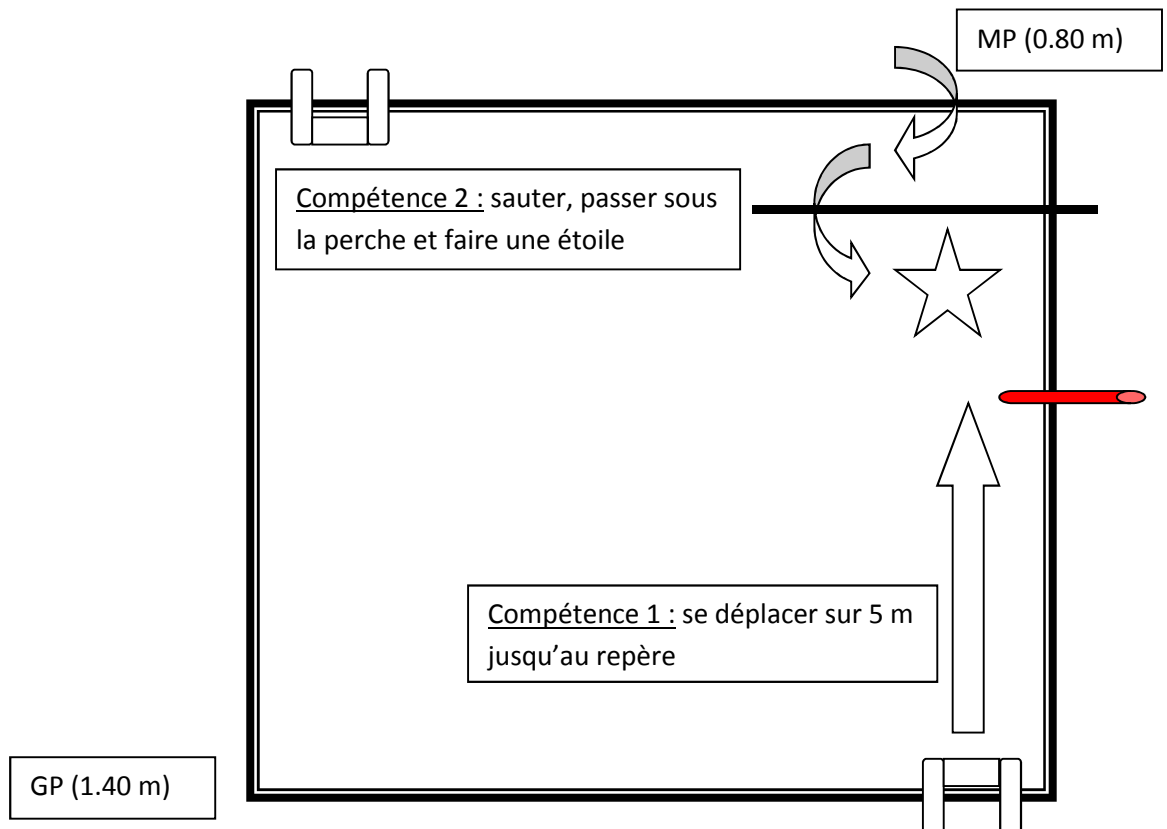 MP (0.80 m)
Compétence 2 : sauter, passer sous
la perche et faire une étoile
Compétence 1 : se déplacer sur 5 m
jusqu’au repère
GP (1.40 m)